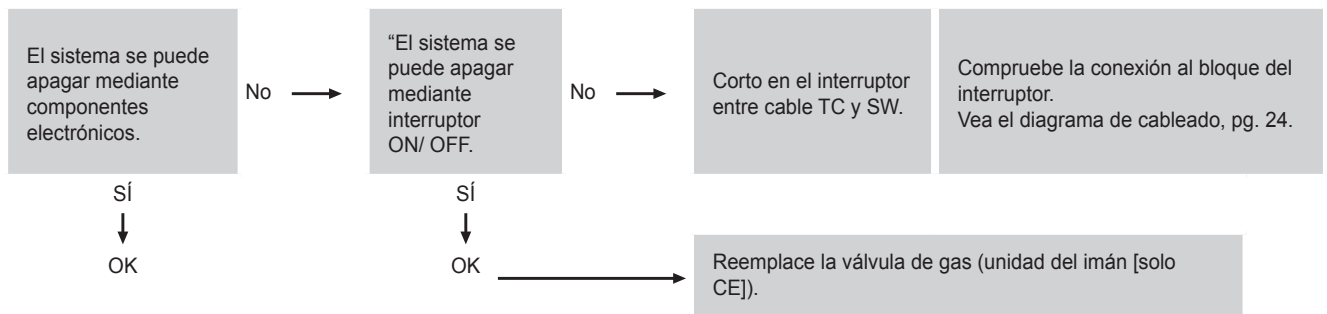 El sistema se puede
apagar mediante
componentes
electrónicos.
No
“El sistema se
puede apagar
mediante
interruptor
ON/ OFF.
No
Corto en el interruptor
entre cable TC y SW.
Compruebe la conexión al bloque del
interruptor.
Vea el diagrama de cableado, pg. 24.
SÍ
OK
SÍ
OK
Reemplace la válvula de gas (unidad del imán [solo
CE]).